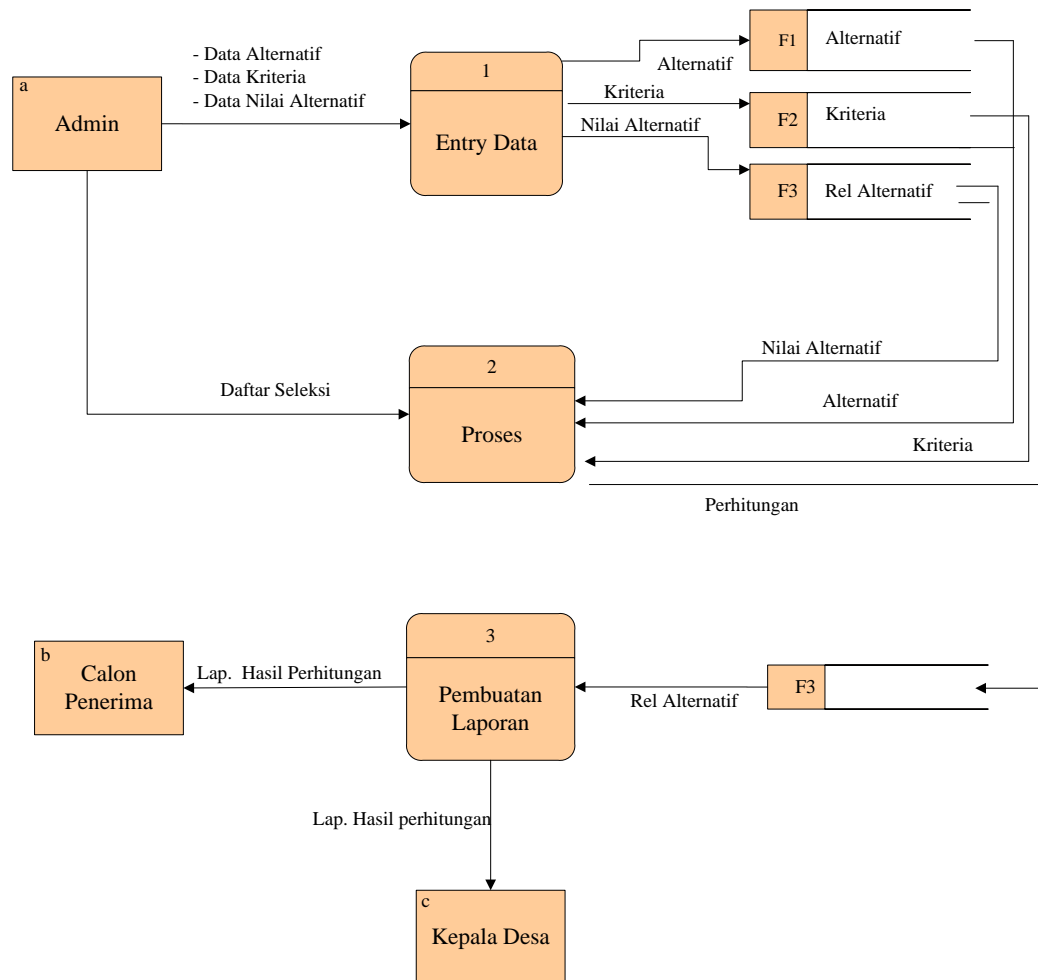 a
Admin
- Data Alternatif
- Data Kriteria
- Data Nilai Alternatif
1
Entry Data
Alternatif
Kriteria
Nilai Alternatif
F1
Alternatif
F2
Kriteria
F3
Rel Alternatif
Daftar Seleksi
2
Proses
Nilai Alternatif
Alternatif
Kriteria
Perhitungan
b
Calon
Penerima
Lap. Hasil Perhitungan
3
Pembuatan
Laporan
Rel Alternatif
F3
Lap. Hasil perhitungan
c
Kepala Desa